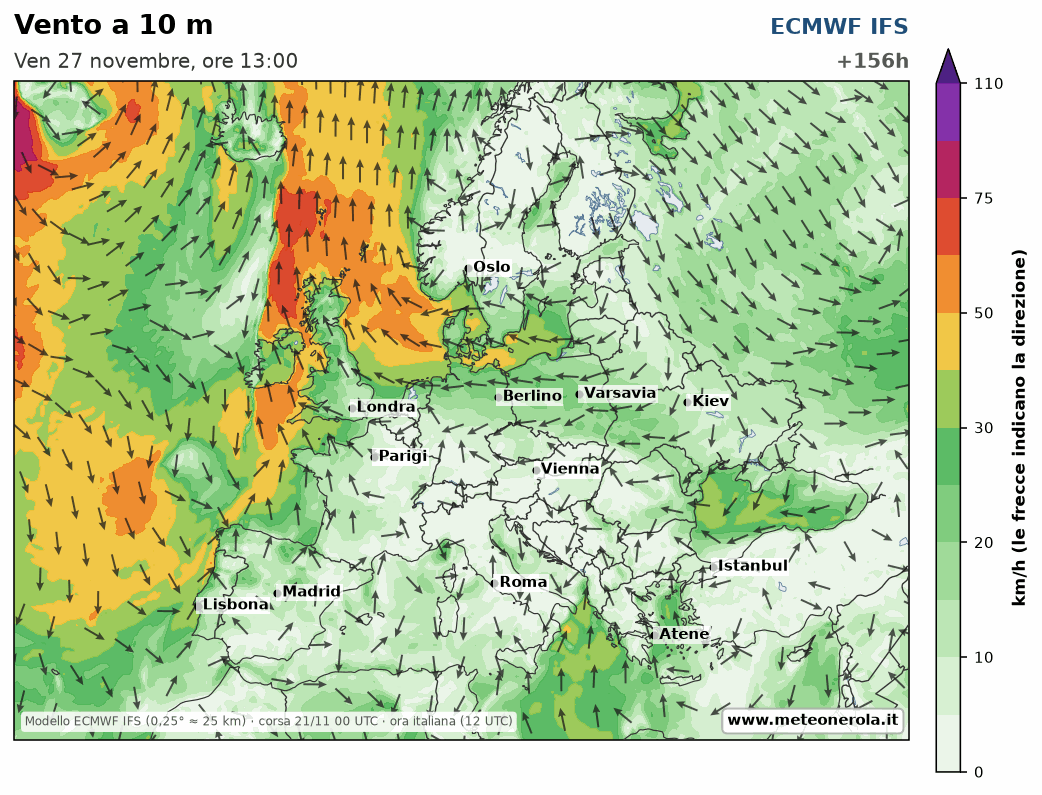 Vento a 10 m
ECMWF IFS
Ven 27 novembre, ore 13:00
+156h
110
75
50
30
20
10
0
km/h (le frecce indicano la direzione)
Oslo
Londra
Berlino
Varsavia
Kiev
Parigi
Vienna
Istanbul
Roma
Madrid
Lisbona
Atene
Modello ECMWF IFS (0,25° ≈ 25 km) · corsa 21/11 00 UTC · ora italiana (12 UTC)
www.meteonerola.it